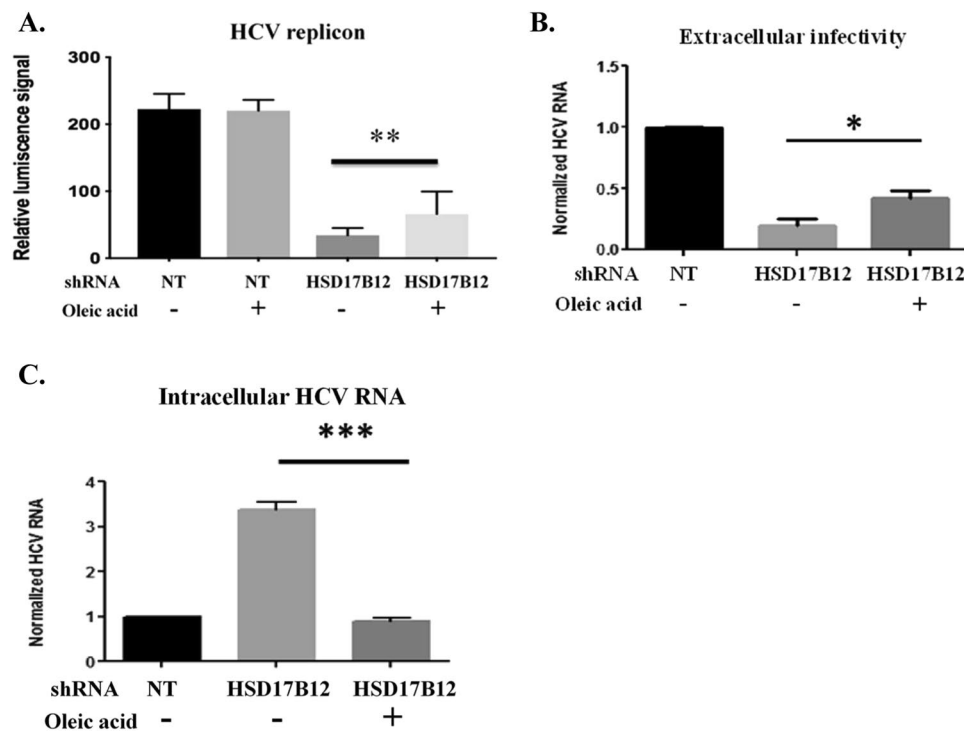 A.
HCV replicon
Relative lumiscence signal
300
200
100
0
**
shRNA NT NT HSD17B12 HSD17B12
Oleic acid - + - +
B.
Extracellular infectivity
Normalized HCV RNA
1.5
1.0
0.5
0.0
*
shRNA NT HSD17B12 HSD17B12
Oleic acid - - +
C.
Intracellular HCV RNA
***
Normalized HCV RNA
4
3
2
1
0
shRNA NT HSD17B12 HSD17B12
Oleic acid - - +